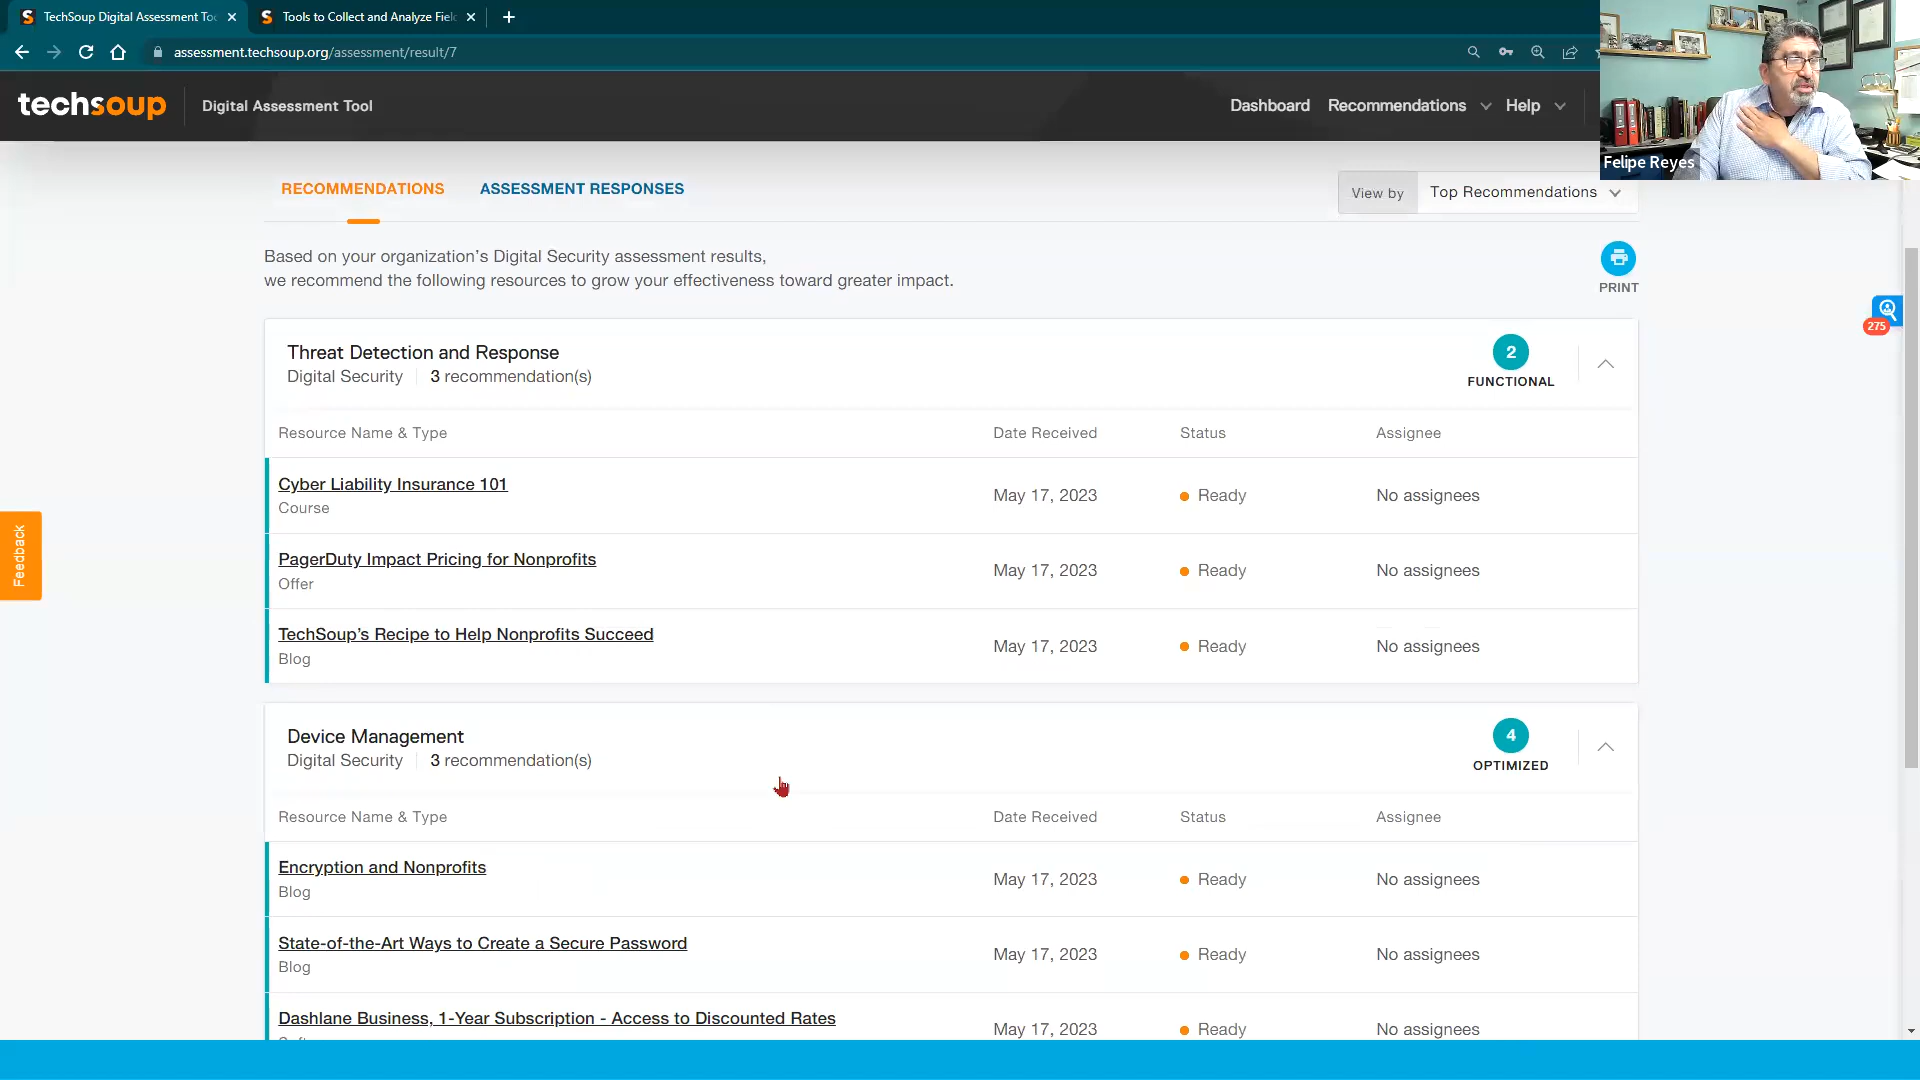 TechSoup Digital Assessment Too
Tools to Collect and Analyze Fiel
assessment.techsoup.org/assessment/result/7
techsoup
Digital Assessment Tool
Dashboard
Recommendations
Help
Felipe Reyes
RECOMMENDATIONS
ASSESSMENT RESPONSES
View by
Top Recommendations
Based on your organization’s Digital Security assessment results,
we recommend the following resources to grow your effectiveness toward greater impact.
PRINT
275
Threat Detection and Response
Digital Security
3 recommendation(s)
2
FUNCTIONAL
Resource Name & Type
Date Received
Status
Assignee
Cyber Liability Insurance 101
Course
May 17, 2023
Ready
No assignees
PagerDuty Impact Pricing for Nonprofits
Offer
May 17, 2023
Ready
No assignees
TechSoup’s Recipe to Help Nonprofits Succeed
Blog
May 17, 2023
Ready
No assignees
Feedback
Device Management
Digital Security
3 recommendation(s)
4
OPTIMIZED
Resource Name & Type
Date Received
Status
Assignee
Encryption and Nonprofits
Blog
May 17, 2023
Ready
No assignees
State-of-the-Art Ways to Create a Secure Password
Blog
May 17, 2023
Ready
No assignees
Dashlane Business, 1-Year Subscription - Access to Discounted Rates
May 17, 2023
Ready
No assignees